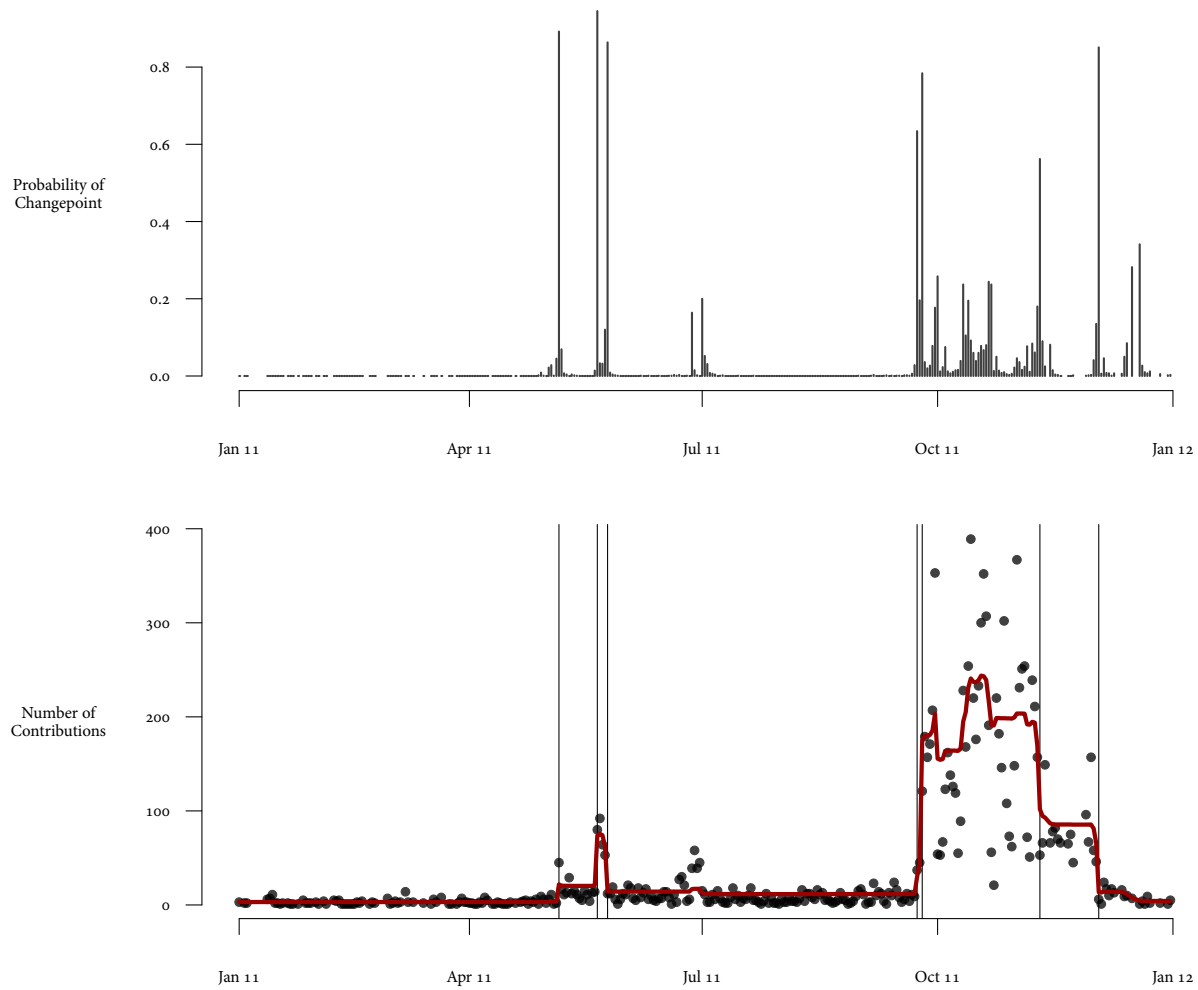 0.8
0.6
Probability of
Changepoint
0.4
0.2
0.0
Jan 11 Apr 11 Jul 11 Oct 11 Jan 12
400
300
Number of
Contributions
200
100
0
Jan 11 Apr 11 Jul 11 Oct 11 Jan 12